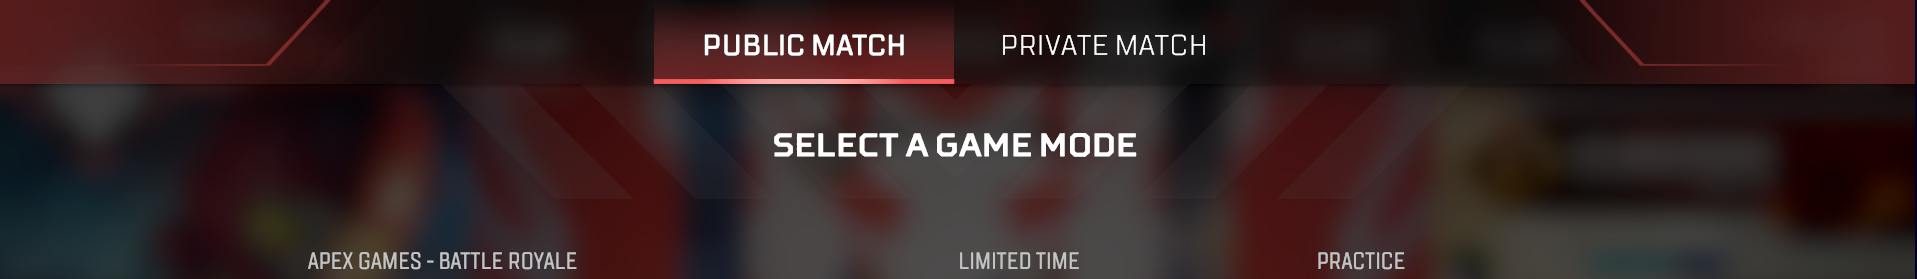 PUBLIC MATCH PRIVATE MATCH
SELECT A GAME MODE
APEX GAMES - BATTLE ROYALE LIMITED TIME PRACTICE